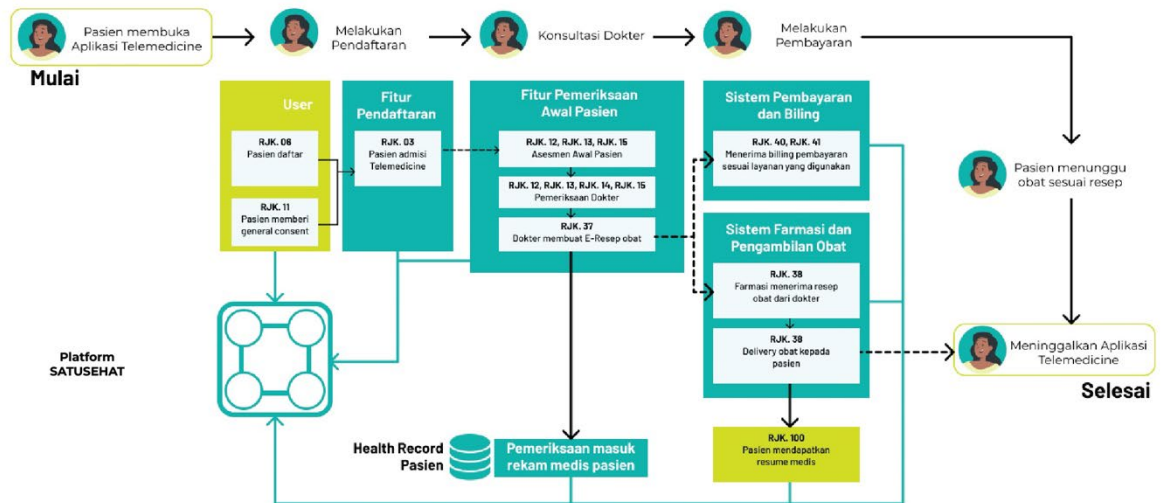 Pasien membuka
Aplikasi Telemedicine
Mulai
Melakukan
Pendaftaran
Konsultasi Dokter
Melakukan
Pembayaran
User
RJK. 06
Pasien daftar
RJK. 11
Pasien memberi
general consent
Fitur
Pendaftaran
RJK. 03
Pasien admisi
Telemedicine
Fitur Pemeriksaan
Awal Pasien
RJK. 12, RJK. 13, RJK. 15
Asesmen Awal Pasien
RJK. 12, RJK. 13, RJK. 14, RJK. 15
Pemeriksaan Dokter
RJK. 37
Dokter membuat E-Resep obat
Sistem Pembayaran
dan Biling
RJK. 40, RJK. 41
Menerima billing pembayaran
sesuai layanan yang digunakan
Sistem Farmasi dan
Pengambilan Obat
RJK. 38
Farmasi menerima resep
obat dari dokter
RJK. 38
Delivery obat kepada
pasien
Pasien menunggu
obat sesuai resep
Meninggalkan Aplikasi
Telemedicine
Selesai
Platform
SATUSEHAT
Health Record
Pasien
Pemeriksaan masuk
rekam medis pasien
RJK. 100
Pasien mendapatkan
resume medis